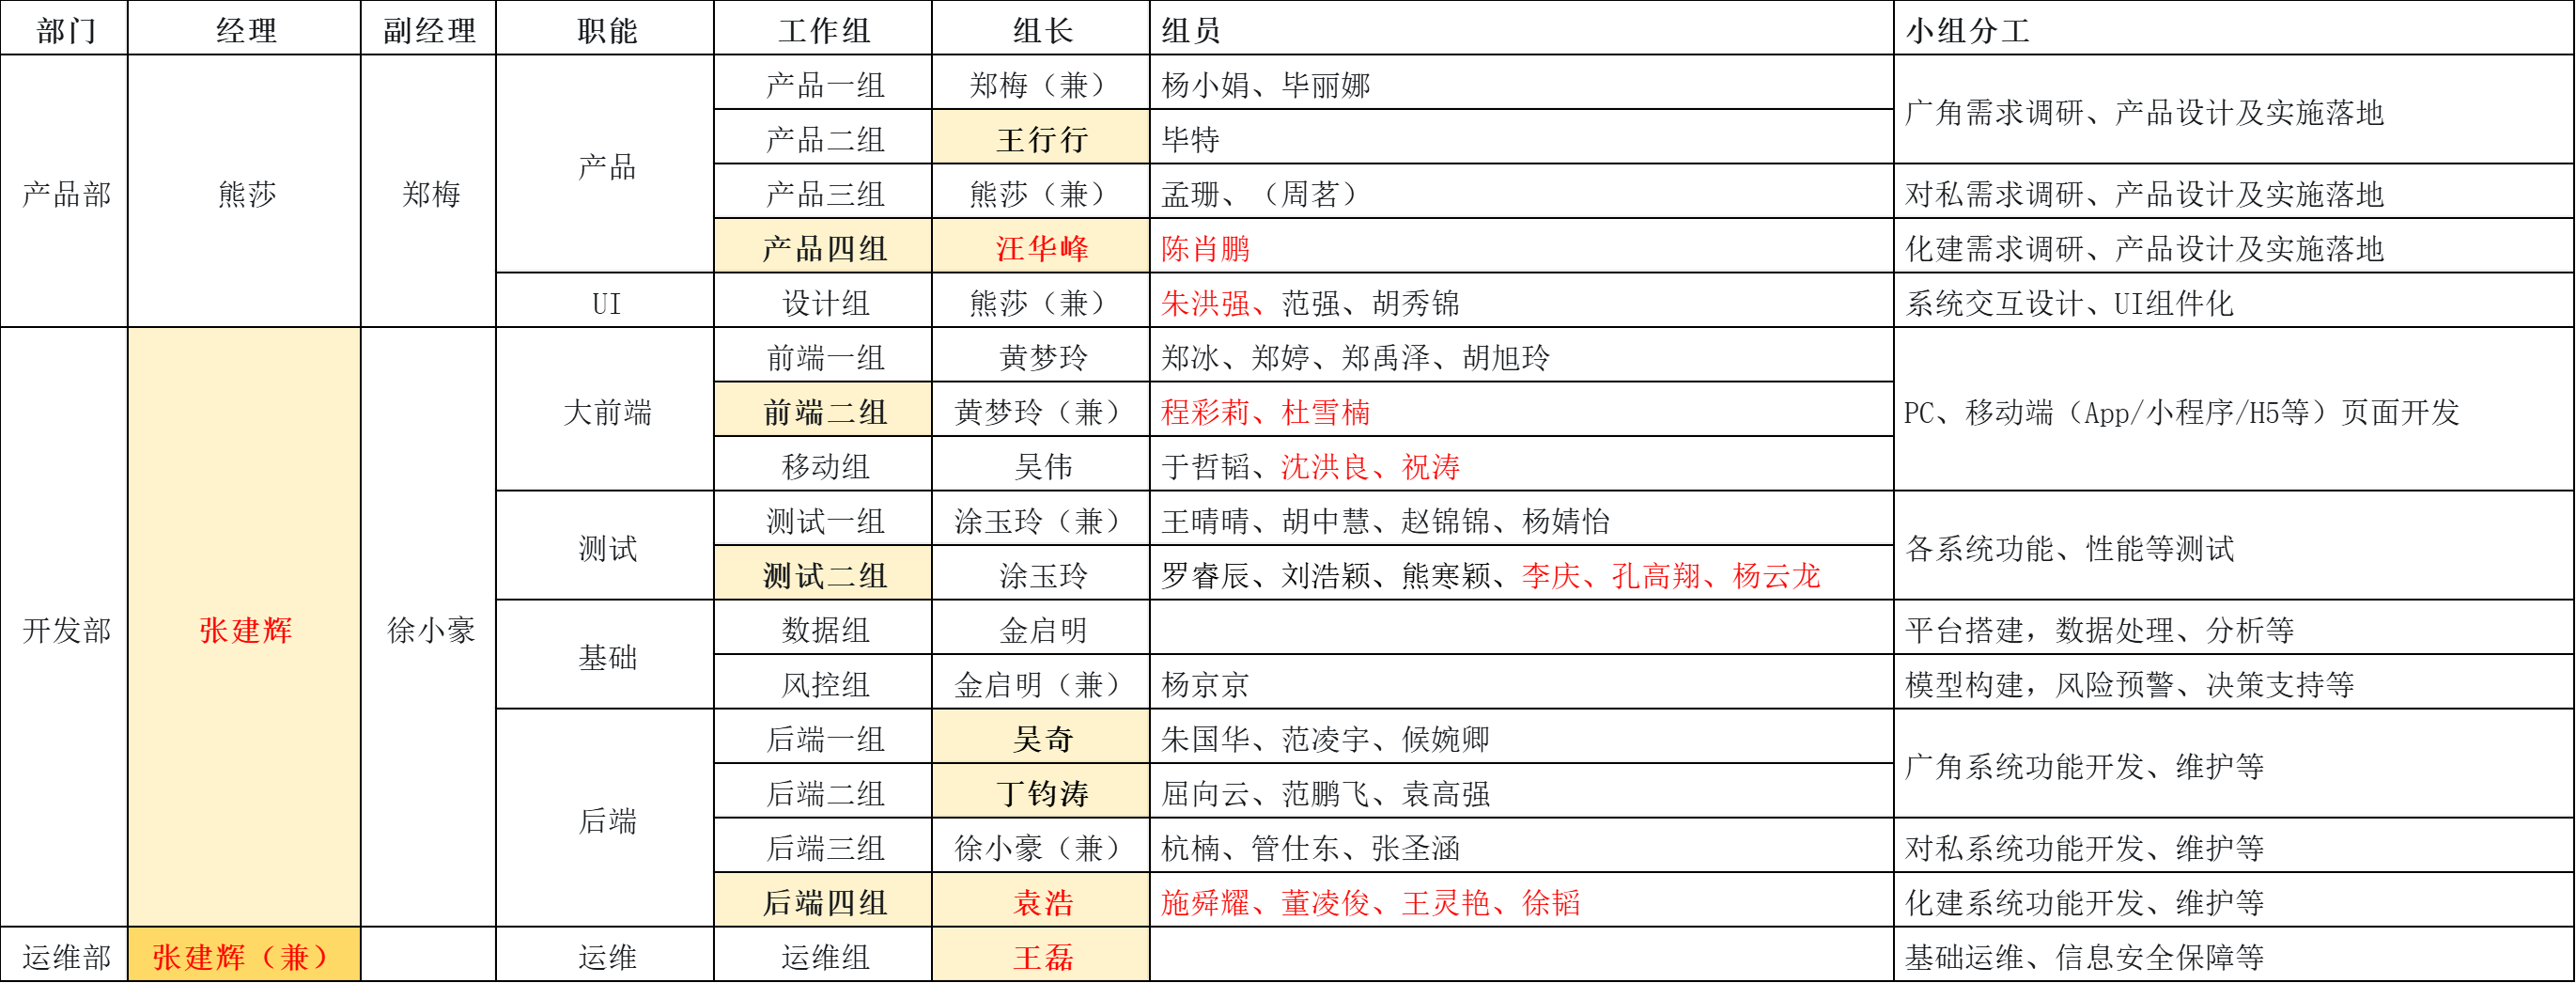 部门 经理 副经理 职能 工作组 组长 组员 小组分工
产品部 熊莎 郑梅 产品 产品一组 郑梅（兼） 杨小娟、毕丽娜 广角需求调研、产品设计及实施落地
产品二组 王行行 毕特
产品三组 熊莎（兼） 孟珊、（周茗） 对私需求调研、产品设计及实施落地
产品四组 汪华峰 陈肖鹏 化建需求调研、产品设计及实施落地
UI 设计组 熊莎（兼） 朱洪强、范强、胡秀锦 系统交互设计、UI组件化
开发部 张建辉 徐小豪 大前端 前端一组 黄梦玲 郑冰、郑婷、郑禹泽、胡旭玲 PC、移动端（App/小程序/H5等）页面开发
前端二组 黄梦玲（兼） 程彩莉、杜雪楠
移动组 吴伟 于哲韬、沈洪良、祝涛
测试 测试一组 涂玉玲（兼） 王晴晴、胡中慧、赵锦锦、杨婧怡 各系统功能、性能等测试
测试二组 涂玉玲 罗睿辰、刘浩颖、熊寒颖、李庆、孔高翔、杨云龙
基础 数据组 金启明 平台搭建，数据处理、分析等
风控组 金启明（兼） 杨京京 模型构建，风险预警、决策支持等
后端 后端一组 吴奇 朱国华、范凌宇、候婉卿 广角系统功能开发、维护等
后端二组 丁钧涛 屈向云、范鹏飞、袁高强
后端三组 徐小豪（兼） 杭楠、管仕东、张圣涵 对私系统功能开发、维护等
后端四组 袁浩 施舜耀、董凌俊、王灵艳、徐韬 化建系统功能开发、维护等
运维部 张建辉（兼） 运维 运维组 王磊 基础运维、信息安全保障等